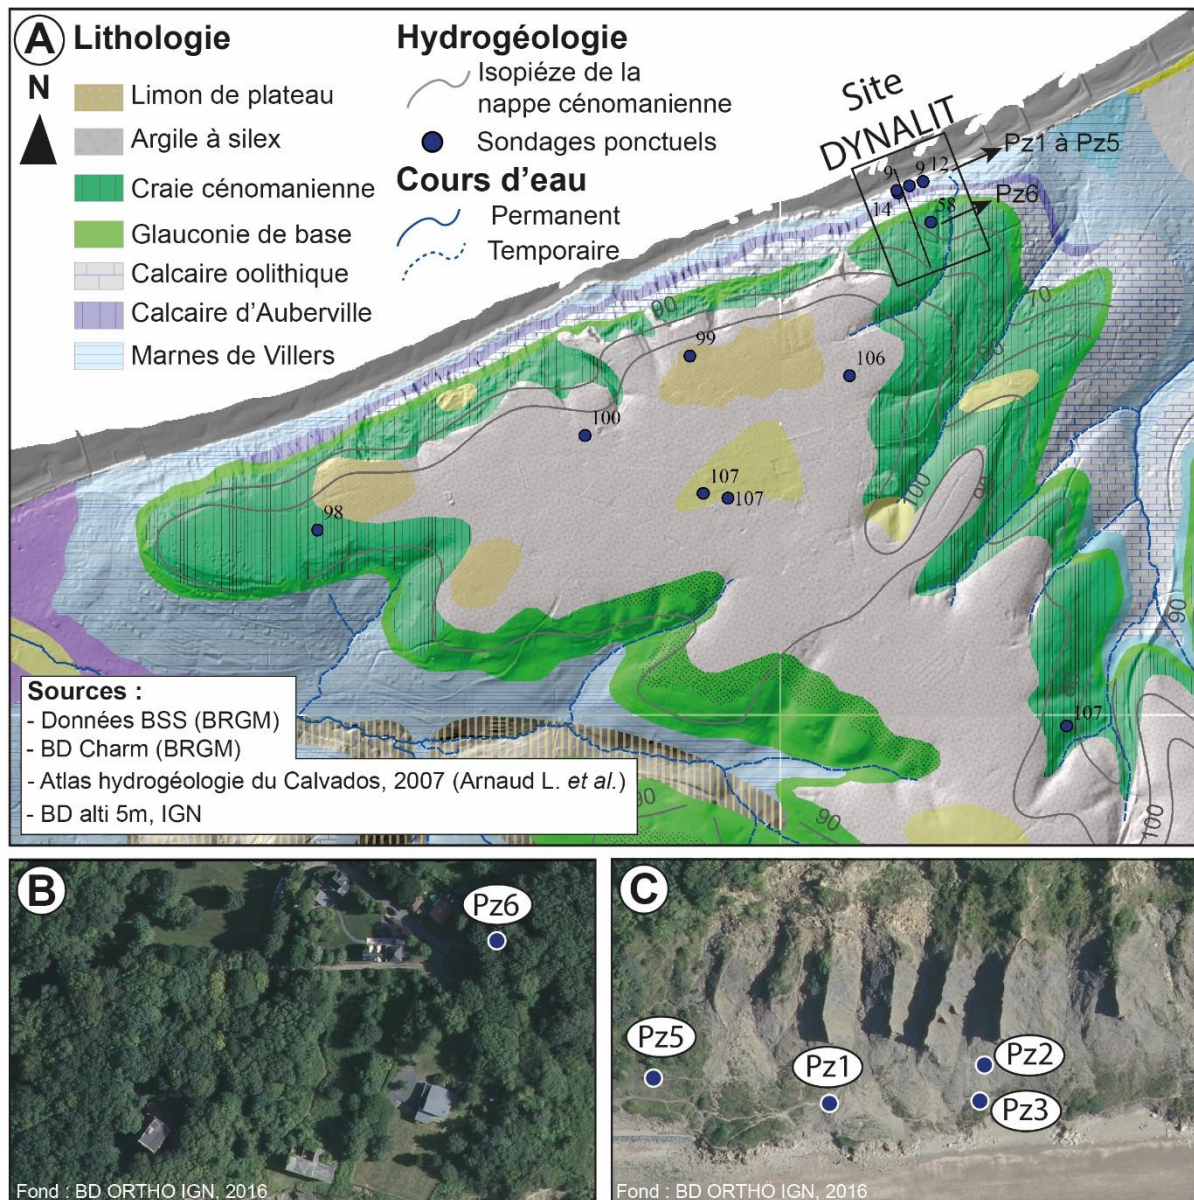 A
Lithologie
N
Limon de plateau
Argile à silex
Craie cénomanienne
Glauconie de base
Calcaire oolithique
Calcaire d'Auberville
Marnes de Villers
Hydrogéologie
Isopiéze de la
nappe cénomanienne
Sondages ponctuels
Cours d'eau
Permanent
Temporaire
Site
DYNALIT
Pz1 à Pz5
Pz6
9
9
12
14
58
90
70
99
106
100
107
107
98
100
107
90
90
90
100
Sources :
- Données BSS (BRGM)
- BD Charm (BRGM)
- Atlas hydrogéologie du Calvados, 2007 (Arnaud L. et al.)
- BD alti 5m, IGN
B
Pz6
Fond : BD ORTHO IGN, 2016
C
Pz5
Pz1
Pz2
Pz3
Fond : BD ORTHO IGN, 2016